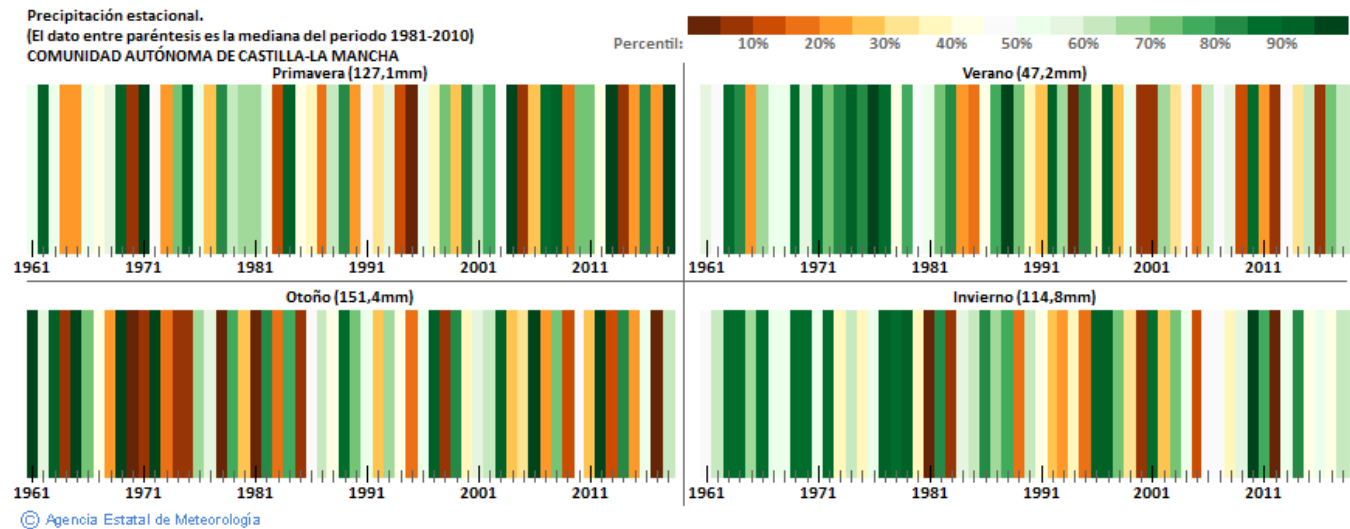 Precipitación estacional.
(El dato entre paréntesis es la mediana del periodo 1981-2010)
COMUNIDAD AUTÓNOMA DE CASTILLA-LA MANCHA
Percentil: 10% 20% 30% 40% 50% 60% 70% 80% 90%
Primavera (127,1mm)
1961 1971 1981 1991 2001 2011
Verano (47,2mm)
1961 1971 1981 1991 2001 2011
Otoño (151,4mm)
1961 1971 1981 1991 2001 2011
Invierno (114,8mm)
1961 1971 1981 1991 2001 2011
© Agencia Estatal de Meteorología